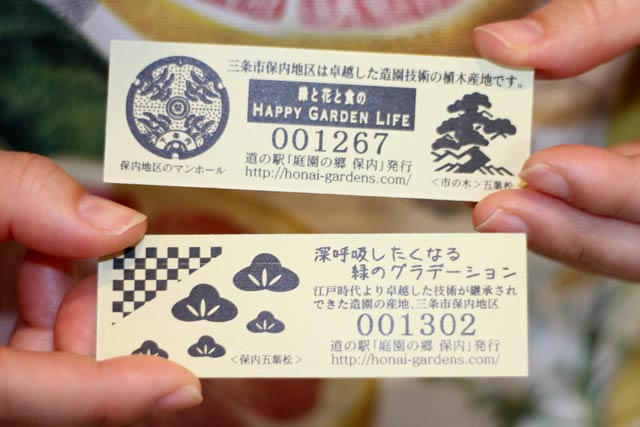 三条市保内地区は卓越した造園技術の植木産地です。
緑と花と食の
HAPPY GARDEN LIFE
001267
道の駅「庭園の郷 保内」発行
http://honai-gardens.com/
保内地区のマンホール
<市の木>五葉松
深呼吸したくなる
緑のグラデーション
江戸時代より卓越した技術が継承され
てきた造園の産地、三条市保内地区
001302
道の駅「庭園の郷 保内」発行
http://honai-gardens.com/
<保内五葉松>